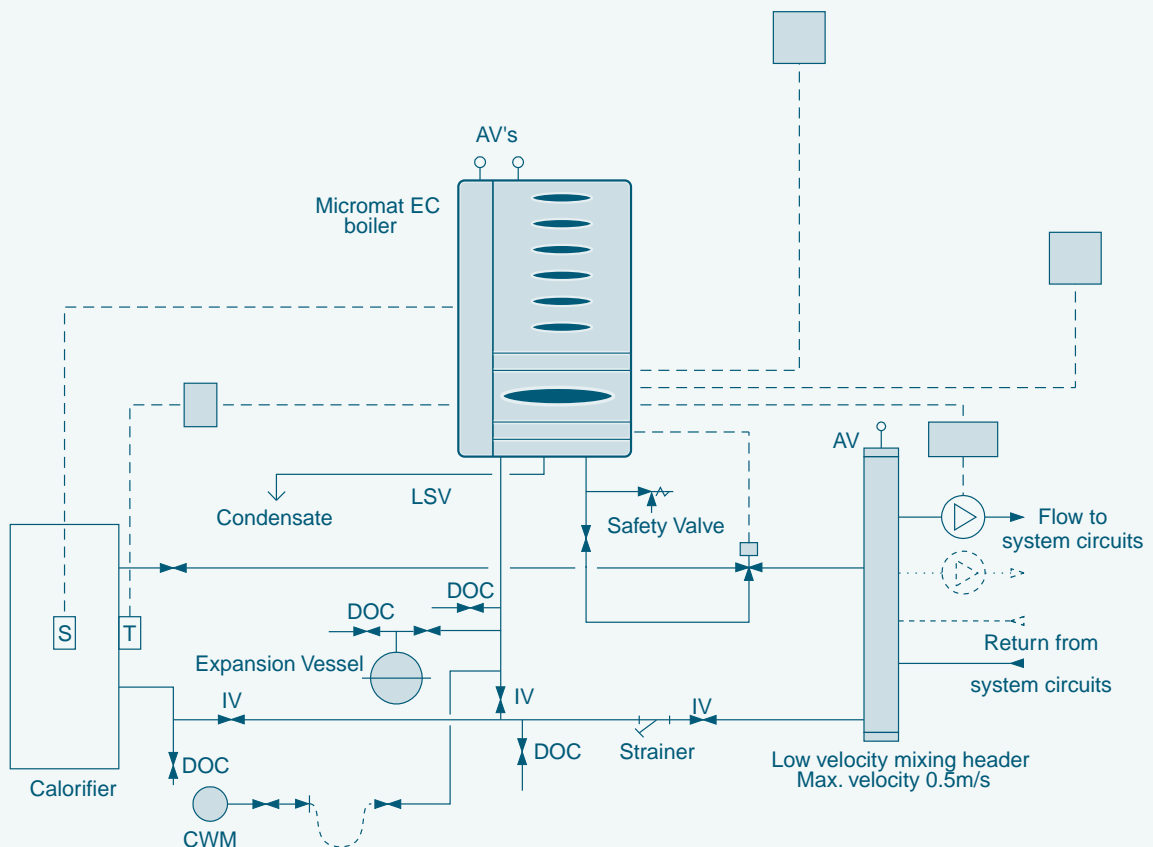 AV's
Micromat EC
boiler
AV
LSV
Condensate
Safety Valve
Flow to
system circuits
DOC
DOC
S
T
Expansion Vessel
Return from
system circuits
IV
IV
IV
DOC
Strainer
DOC
Low velocity mixing header
Max. velocity 0.5m/s
Calorifier
CWM